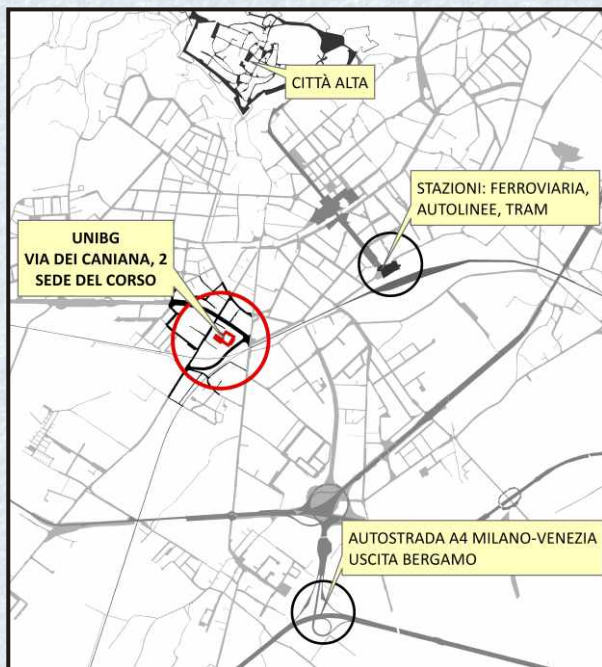 CITTÀ ALTA
STAZIONI: FERROVIARIA,
AUTOLINEE, TRAM
UNIBG
VIA DEI CANIANA, 2
SEDE DEL CORSO
AUTOSTRADA A4 MILANO-VENEZIA
USCITA BERGAMO